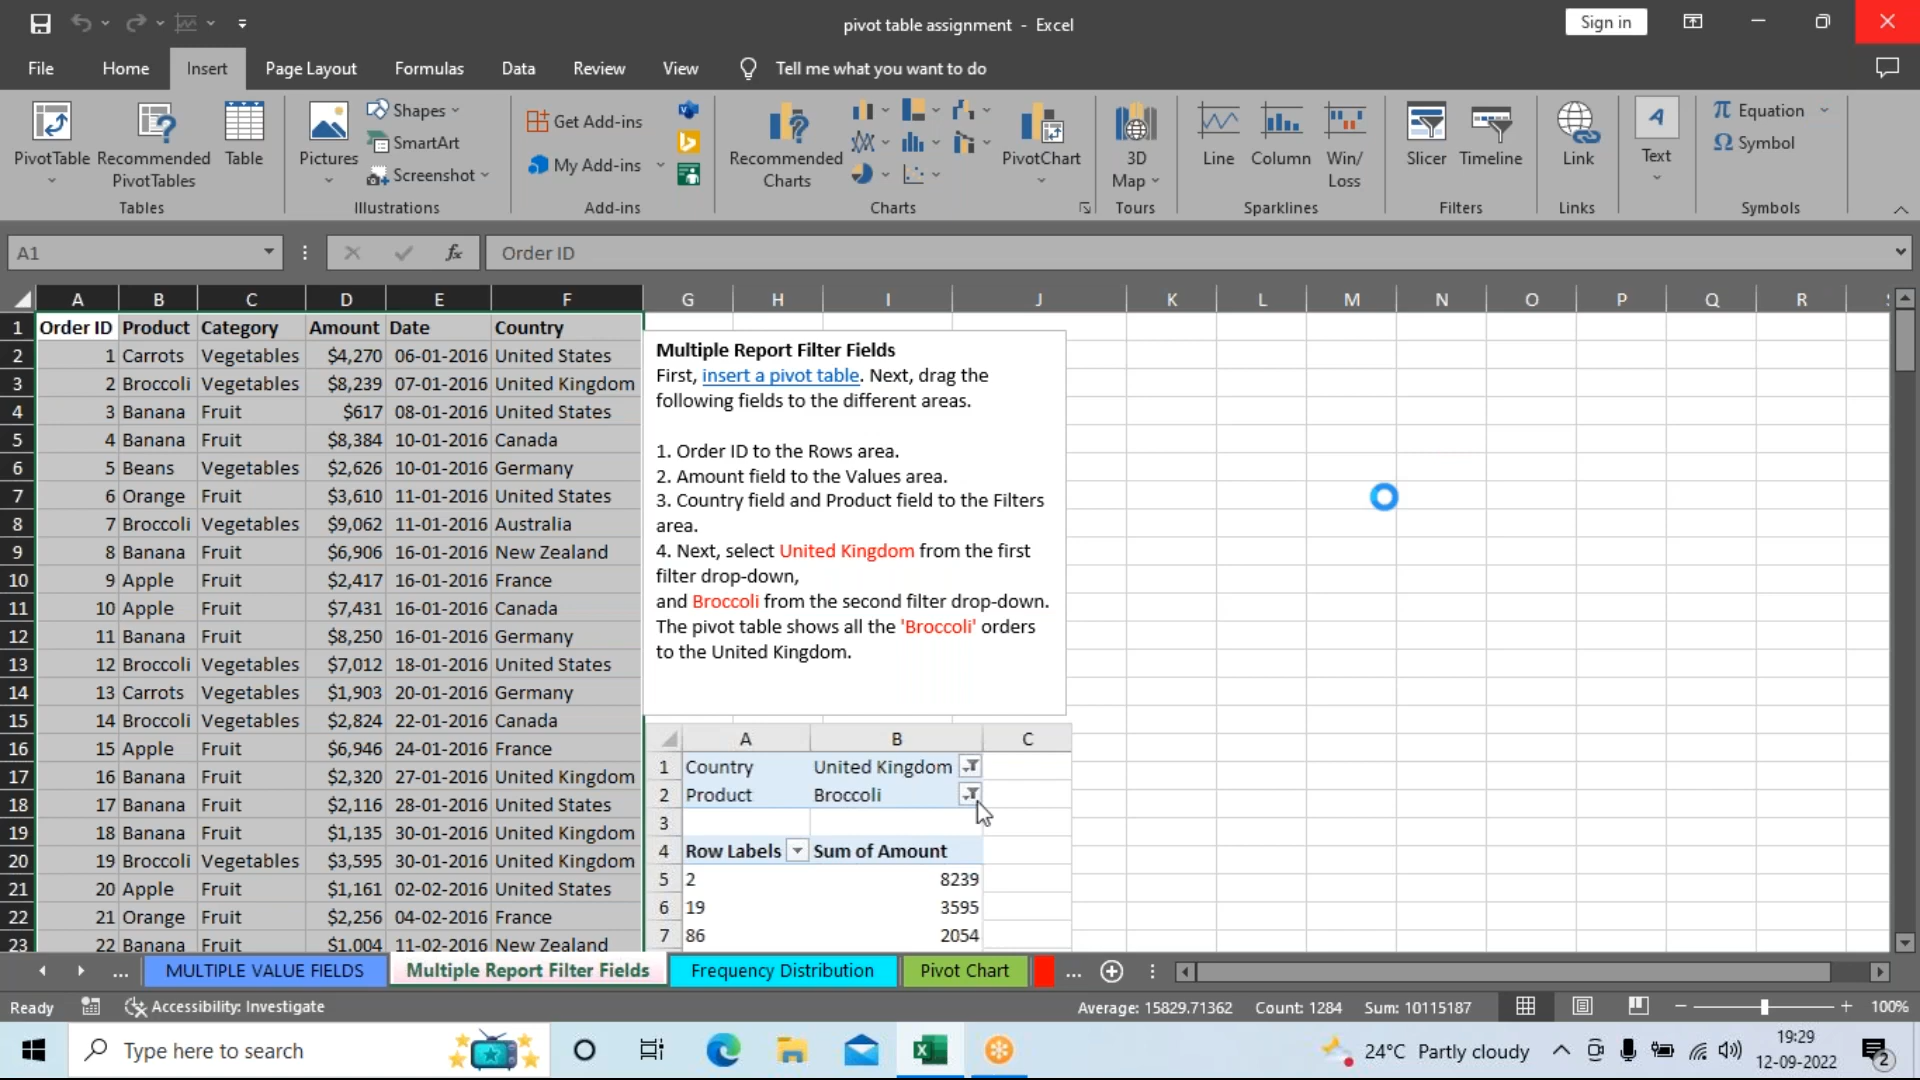 pivot table assignment - Excel
Sign in
File Home Insert Page Layout Formulas Data Review View Tell me what you want to do
PivotTable
Recommended PivotTables
Table
Tables
Pictures
Shapes
SmartArt
Screenshot
Illustrations
Get Add-ins
My Add-ins
Add-ins
Recommended Charts
PivotChart
Charts
3D Map
Tours
Line
Column
Win/Loss
Sparklines
Slicer
Timeline
Filters
Link
Links
A
Text
π Equation
Ω Symbol
Symbols
A1
fx
Order ID
A B C D E F G H I J K L M N O P Q R
1 Order ID Product Category Amount Date Country
2 1 Carrots Vegetables $4,270 06-01-2016 United States
3 2 Broccoli Vegetables $8,239 07-01-2016 United Kingdom
4 3 Banana Fruit $617 08-01-2016 United States
5 4 Banana Fruit $8,384 10-01-2016 Canada
6 5 Beans Vegetables $2,626 10-01-2016 Germany
7 6 Orange Fruit $3,610 11-01-2016 United States
8 7 Broccoli Vegetables $9,062 11-01-2016 Australia
9 8 Banana Fruit $6,906 16-01-2016 New Zealand
10 9 Apple Fruit $2,417 16-01-2016 France
11 10 Apple Fruit $7,431 16-01-2016 Canada
12 11 Banana Fruit $8,250 16-01-2016 Germany
13 12 Broccoli Vegetables $7,012 18-01-2016 United States
14 13 Carrots Vegetables $1,903 20-01-2016 Germany
15 14 Broccoli Vegetables $2,824 22-01-2016 Canada
16 15 Apple Fruit $6,946 24-01-2016 France
17 16 Banana Fruit $2,320 27-01-2016 United Kingdom
18 17 Banana Fruit $2,116 28-01-2016 United States
19 18 Banana Fruit $1,135 30-01-2016 United Kingdom
20 19 Broccoli Vegetables $3,595 30-01-2016 United Kingdom
21 20 Apple Fruit $1,161 02-02-2016 United States
22 21 Orange Fruit $2,256 04-02-2016 France
23 22 Banana Fruit $1,004 11-02-2016 New Zealand
Multiple Report Filter Fields
First, insert a pivot table. Next, drag the
following fields to the different areas.
1. Order ID to the Rows area.
2. Amount field to the Values area.
3. Country field and Product field to the Filters
area.
4. Next, select United Kingdom from the first
filter drop-down,
and Broccoli from the second filter drop-down.
The pivot table shows all the 'Broccoli' orders
to the United Kingdom.
A B C
1 Country United Kingdom
2 Product Broccoli
3
4 Row Labels Sum of Amount
5 2 8239
6 19 3595
7 86 2054
... MULTIPLE VALUE FIELDS Multiple Report Filter Fields Frequency Distribution Pivot Chart ...
Ready Accessibility: Investigate Average: 15829.71362 Count: 1284 Sum: 10115187 100%
Type here to search
24°C Partly cloudy
19:29
12-09-2022
2